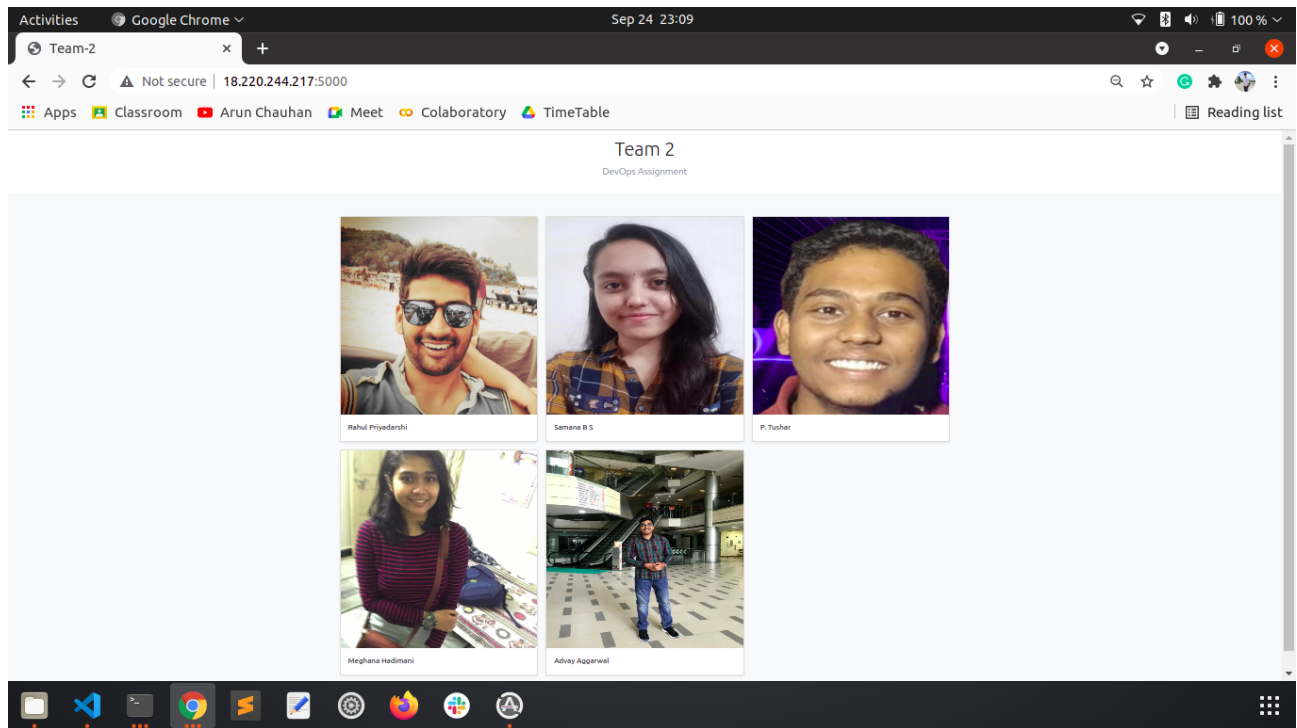 Activities Google Chrome Sep 24 23:09 100 %
Team-2
Not secure 18.220.244.217:5000
Apps Classroom Arun Chauhan Meet Colaboratory TimeTable Reading list
Team 2
DevOps Assignment
Rahul Priyadarshi Samana B S P. Tushar
Meghana Hadimani Advay Aggarwal